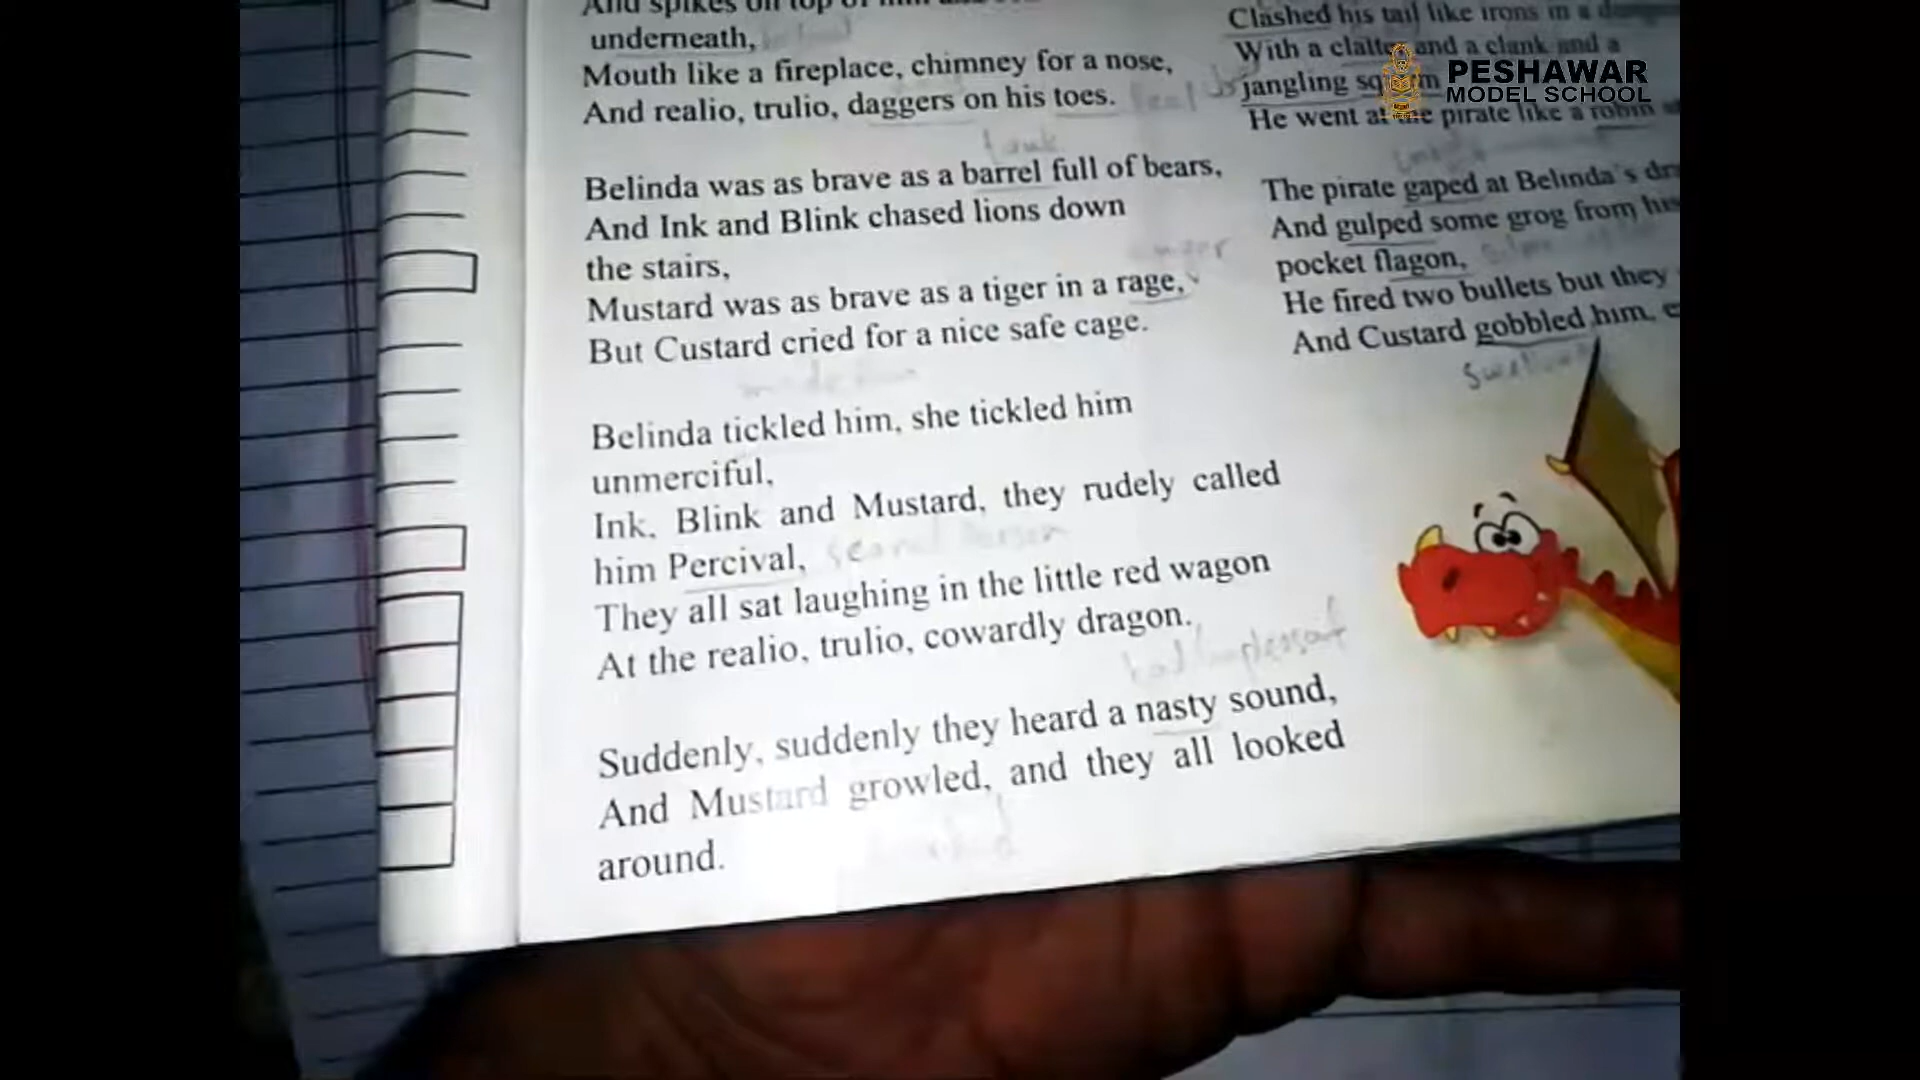 And spikes on top of him
underneath,
Mouth like a fireplace, chimney for a nose,
And realio, trulio, daggers on his toes.
Belinda was as brave as a barrel full of bears,
And Ink and Blink chased lions down
the stairs,
Mustard was as brave as a tiger in a rage,
But Custard cried for a nice safe cage.
Belinda tickled him, she tickled him
unmerciful,
Ink, Blink and Mustard, they rudely called
him Percival,
They all sat laughing in the little red wagon
At the realio, trulio, cowardly dragon.
Suddenly, suddenly they heard a nasty sound,
And Mustard growled, and they all looked
around.
Clashed his tail like irons in a
With a clatter and a clank and a
jangling
He went at the pirate like a robin
The pirate gaped at Belinda's
And gulped some grog from his
pocket flagon,
He fired two bullets but they
And Custard gobbled him,
PESHAWAR
MODEL SCHOOL